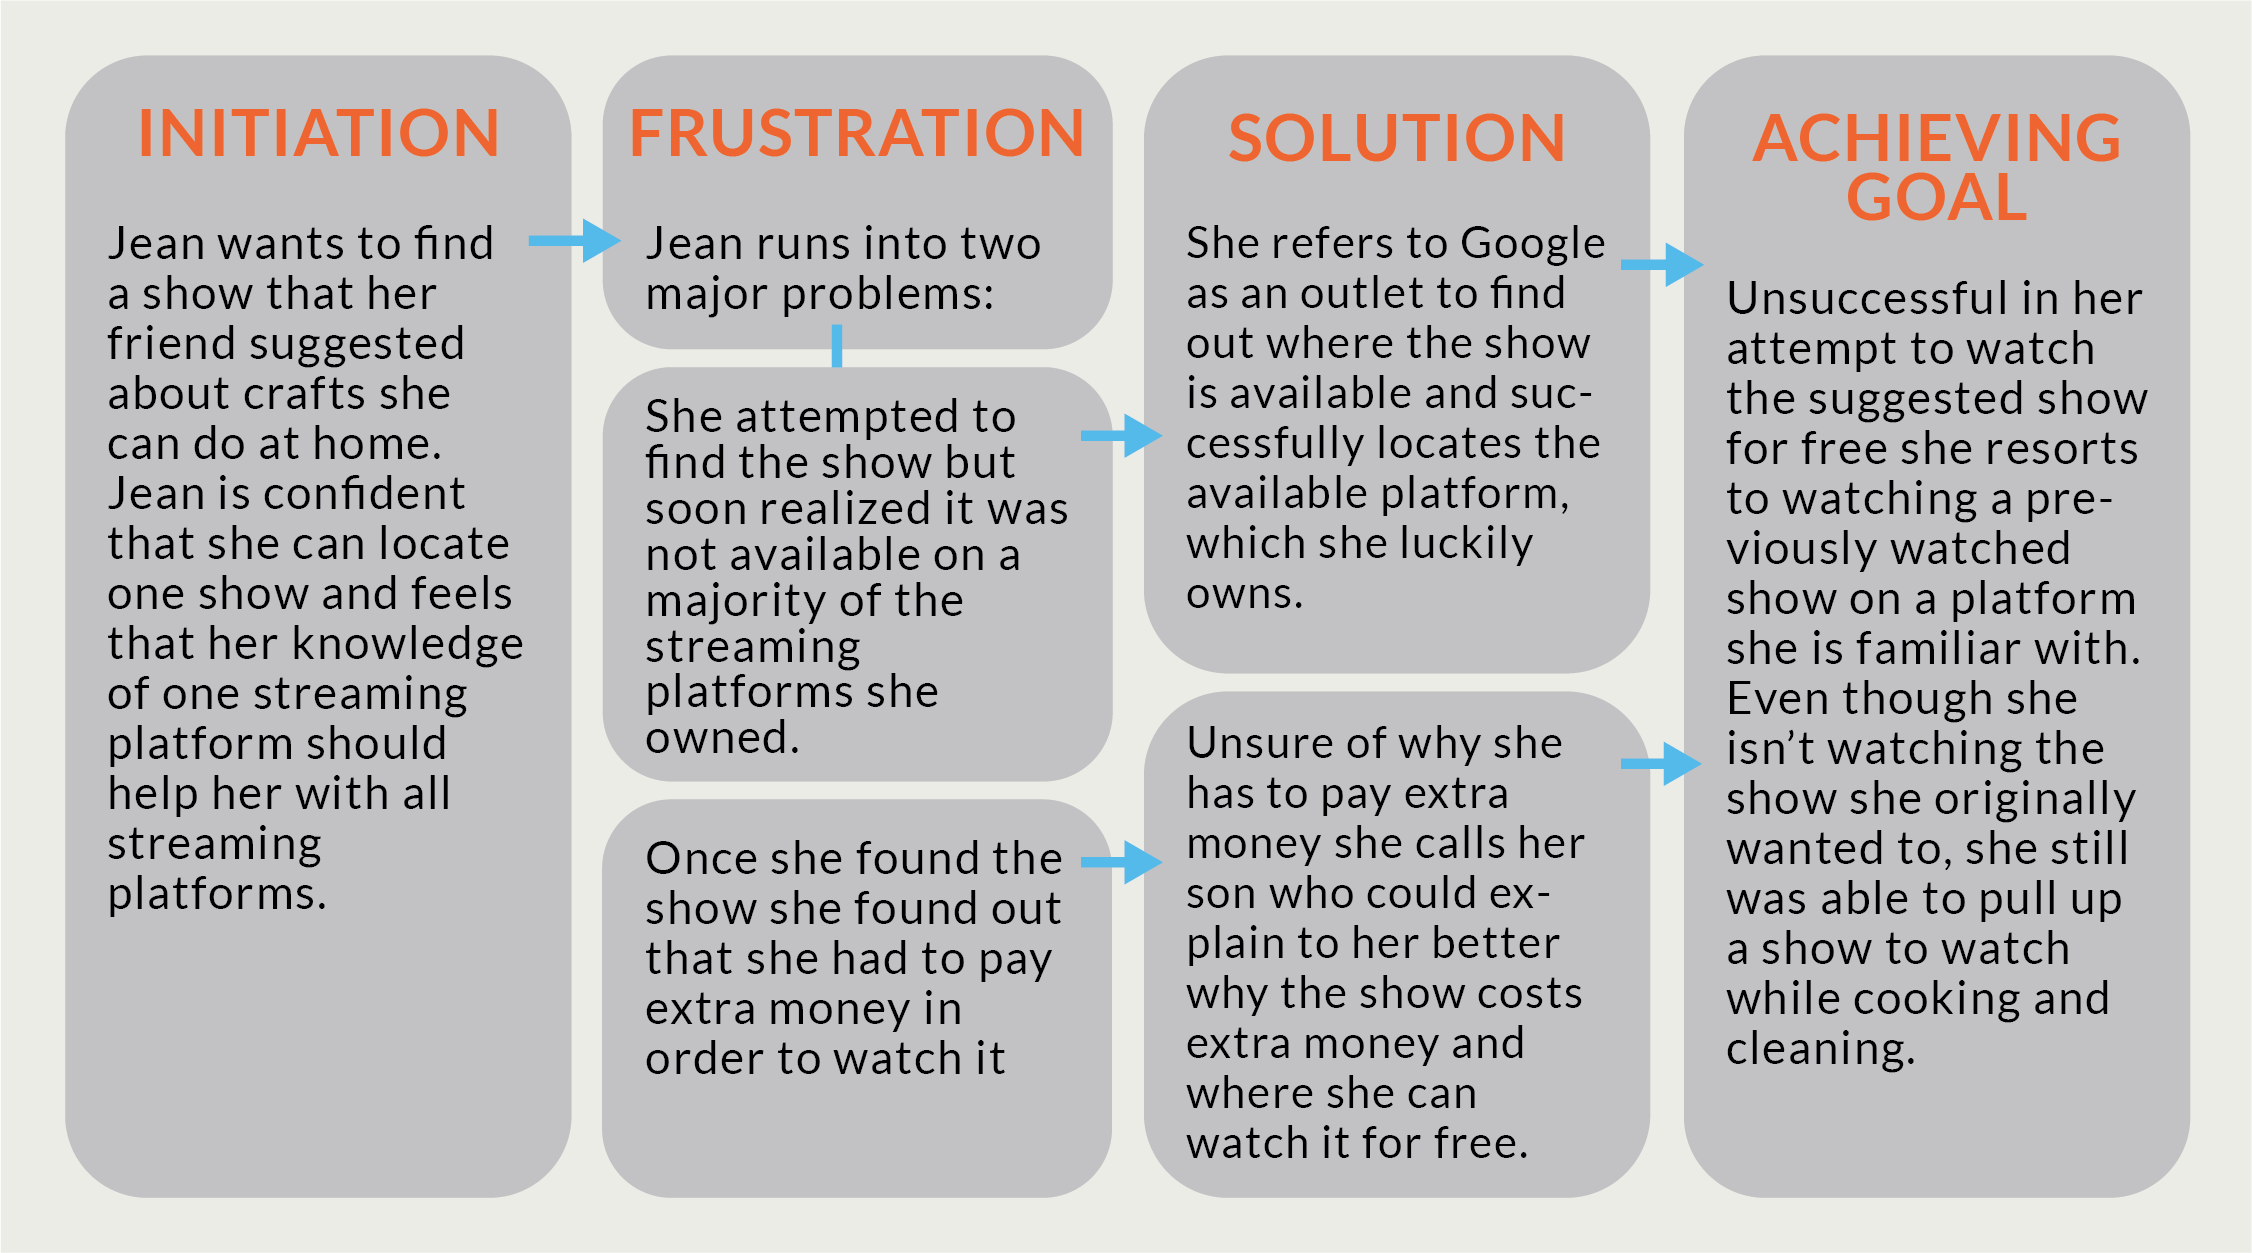 INITIATION
Jean wants to find
a show that her
friend suggested
about crafts she
can do at home.
Jean is confident
that she can locate
one show and feels
that her knowledge
of one streaming
platform should
help her with all
streaming
platforms.
FRUSTRATION
Jean runs into two
major problems:
She attempted to
find the show but
soon realized it was
not available on a
majority of the
streaming
platforms she
owned.
Once she found the
show she found out
that she had to pay
extra money in
order to watch it
SOLUTION
She refers to Google
as an outlet to find
out where the show
is available and suc-
cessfully locates the
available platform,
which she luckily
owns.
Unsure of why she
has to pay extra
money she calls her
son who could ex-
plain to her better
why the show costs
extra money and
where she can
watch it for free.
ACHIEVING
GOAL
Unsuccessful in her
attempt to watch
the suggested show
for free she resorts
to watching a pre-
viously watched
show on a platform
she is familiar with.
Even though she
isn’t watching the
show she originally
wanted to, she still
was able to pull up
a show to watch
while cooking and
cleaning.